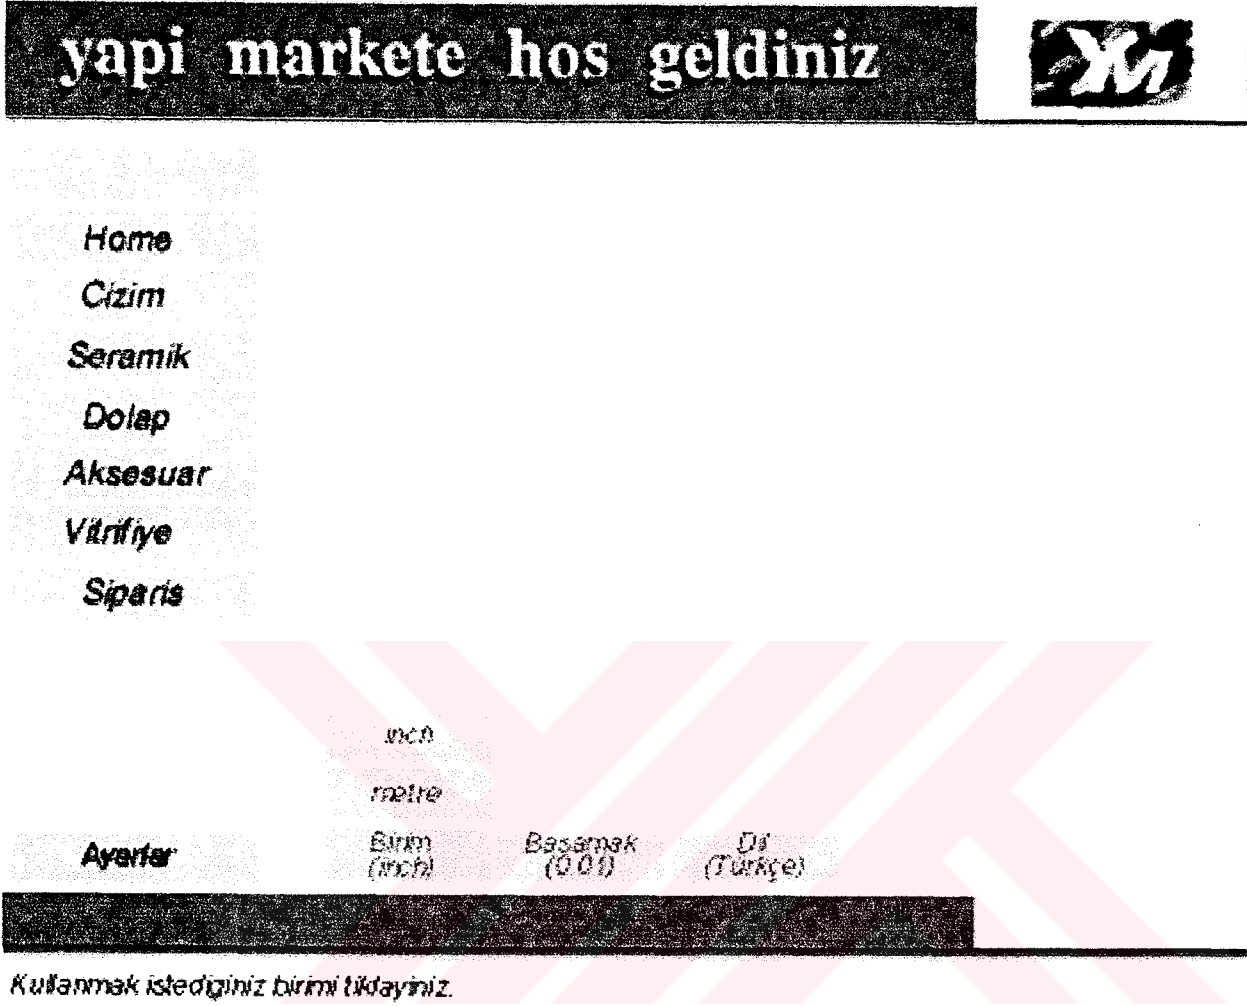 yapi markete hos geldiniz
YM
Home
Cizim
Seramik
Dolap
Aksesuar
Vitrifiye
Siparis
inch
metre
Ayarlar
Birim
(inch)
Basamak
(0.01)
Dil
(Türkçe)
Kullanmak istediginiz birimi tiklayiniz.